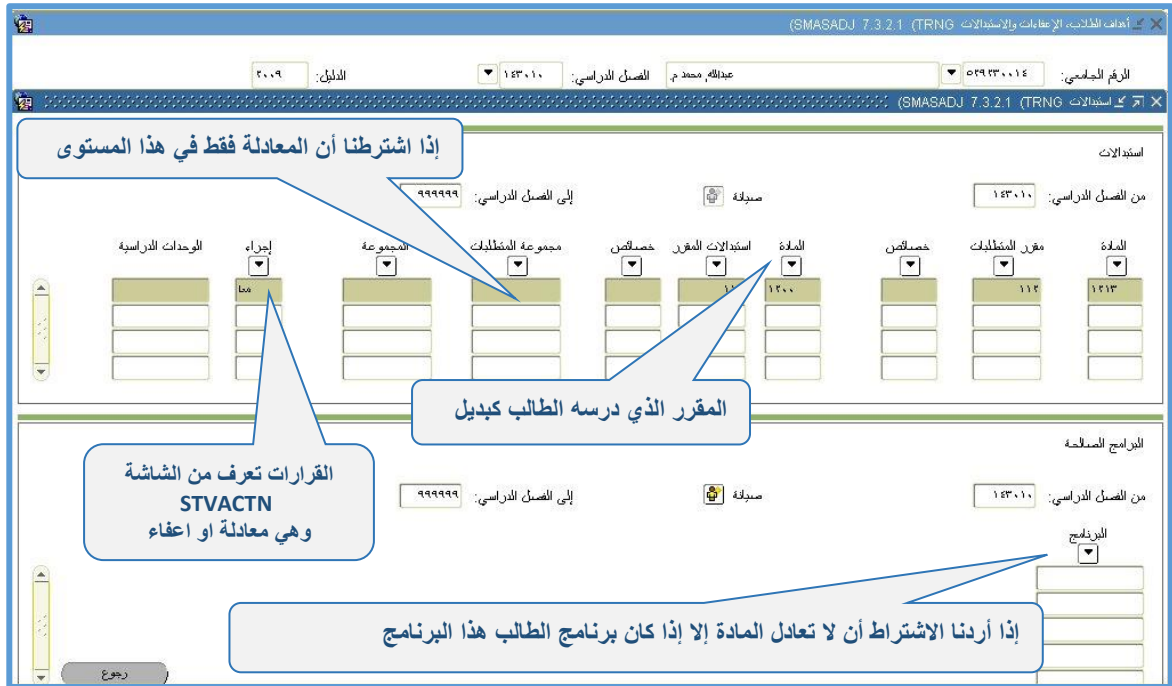 أهداف الطلاب، الإعفاءات والاستبدالات SMASADJ 7.3.2.1 (TRNG)
الرقم الجامعي: ٥٢٩٢٣٠٠١٤ عبدالله, محمد م. الفصل الدراسي: ١٤٣٠١٠ الدليل: ٢٠٠٩
استبدالات SMASADJ 7.3.2.1 (TRNG)
إذا اشترطنا أن المعادلة فقط في هذا المستوى
استبدالات
من الفصل الدراسي: ١٤٣٠١٠ صيانة إلى الفصل الدراسي: ٩٩٩٩٩٩
المادة مقرر المتطلبات خصائص المادة استبدالات المقرر خصائص مجموعة المتطلبات المجموعة إجراء الوحدات الدراسية
١٢١٣ ١١٢ ١٢٠٠ معا
المقرر الذي درسه الطالب كبديل
البرامج الصالحة
القرارات تعرف من الشاشة
STVACTN
وهي معادلة او اعفاء
من الفصل الدراسي: ١٤٣٠١٠ صيانة إلى الفصل الدراسي: ٩٩٩٩٩٩
البرنامج
إذا أردنا الاشتراط أن لا تعادل المادة إلا إذا كان برنامج الطالب هذا البرنامج
رجوع